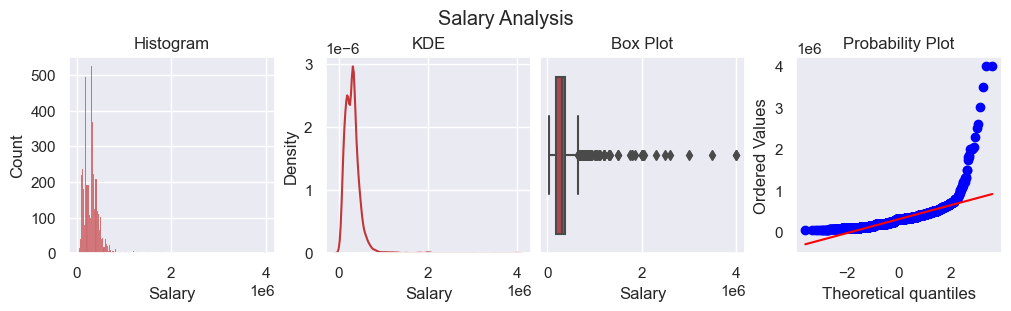 Salary Analysis
Histogram
500
400
300
200
100
0
Count
0
2
4
1e6
Salary
KDE
1e−6
3
2
1
0
Density
0
2
4
1e6
Salary
Box Plot
0
2
4
1e6
Salary
Probability Plot
1e6
4
3
2
1
0
Ordered Values
−2
0
2
Theoretical quantiles